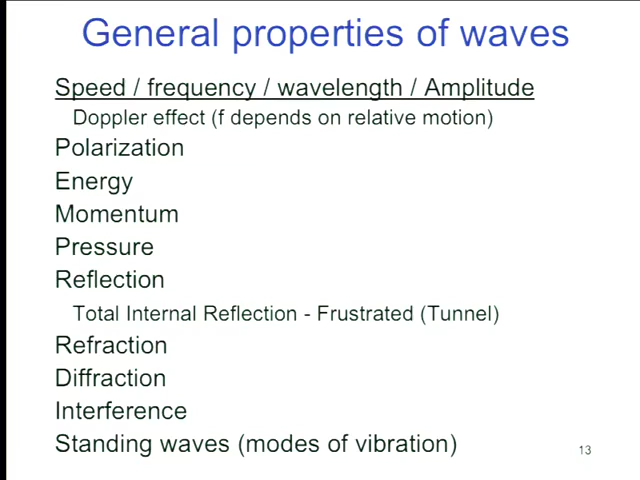 General properties of waves
Speed / frequency / wavelength / Amplitude
Doppler effect (f depends on relative motion)
Polarization
Energy
Momentum
Pressure
Reflection
Total Internal Reflection - Frustrated (Tunnel)
Refraction
Diffraction
Interference
Standing waves (modes of vibration)
13